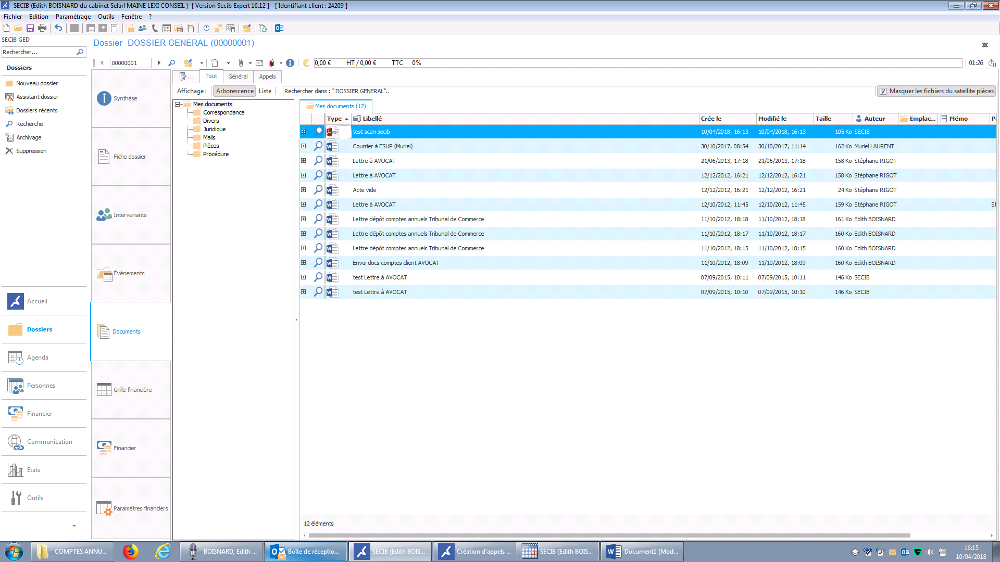 SECIB (Edith BOISNARD du cabinet Selarl MAINE LEXI CONSEIL ) [ Version Secib Expert 16.12 ] - [ Identifiant client : 24209 ]
Fichier Edition Paramétrage Outils Fenêtre ?
SECIB GED
Rechercher...
Dossiers
Nouveau dossier
Assistant dossier
Dossiers récents
Recherche
Archivage
Suppression
Accueil
Dossiers
Agenda
Personnes
Financier
Communication
Etats
Outils
Dossier DOSSIER GENERAL (00000001)
00000001 0,00 € HT / 0,00 € TTC 0% 01:26
Synthèse
Fiche dossier
Intervenants
Évènements
Documents
Grille financière
Financier
Paramètres financiers
... Tout Général Appels
Affichage : Arborescence Liste Rechercher dans : " DOSSIER GENERAL".. Masquer les fichiers du satellite pièces
Mes documents
Correspondance
Divers
Juridique
Mails
Pièces
Procédure
Mes documents (12)
Type Libellé Crée le Modifié le Taille Auteur Emplac... Mémo
PDF test scan secib 10/04/2018, 16:13 10/04/2018, 16:13 105 Ko SECIB
Courrier à ESUP (Muriel) 30/10/2017, 08:54 30/10/2017, 11:14 162 Ko Muriel LAURENT
Lettre à AVOCAT 21/06/2013, 17:18 21/06/2013, 17:18 158 Ko Stéphane RIGOT
Lettre à AVOCAT 12/12/2012, 16:21 12/12/2012, 16:21 158 Ko Stéphane RIGOT
Acte vide 12/12/2012, 16:21 12/12/2012, 16:21 24 Ko Stéphane RIGOT
Lettre à AVOCAT 12/10/2012, 11:45 12/10/2012, 11:45 159 Ko Stéphane RIGOT St
Lettre dépôt comptes annuels Tribunal de Commerce 11/10/2012, 18:18 11/10/2012, 18:18 161 Ko Edith BOISNARD
Lettre dépôt comptes annuels Tribunal de Commerce 11/10/2012, 18:17 11/10/2012, 18:17 160 Ko Edith BOISNARD
Lettre dépôt comptes annuels Tribunal de Commerce 11/10/2012, 18:15 11/10/2012, 18:15 160 Ko Edith BOISNARD
Envoi docs comptes client AVOCAT 11/10/2012, 18:09 11/10/2012, 18:09 160 Ko Edith BOISNARD
test Lettre à AVOCAT 07/09/2015, 10:11 07/09/2015, 10:11 146 Ko SECIB
test Lettre à AVOCAT 07/09/2015, 10:10 07/09/2015, 10:10 146 Ko SECIB
12 éléments
COMPTES ANNU... BOISNARD, Edith ... Boîte de réceptio... SECIB (Edith BOIS... Création d'appels ... SECIB (Edith BOIS... Document1 [Mod... 16:15
10/04/2018